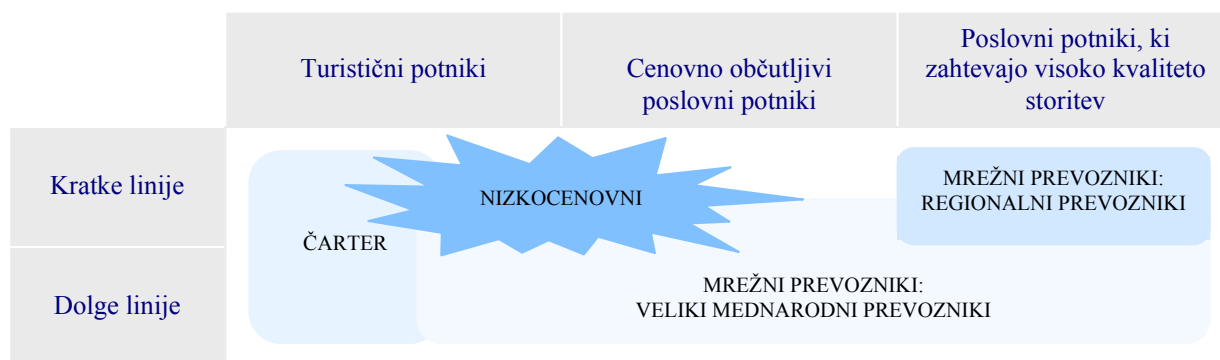 Turistični potniki
Cenovno občutljivi
poslovni potniki
Poslovni potniki, ki
zahtevajo visoko kvaliteto
storitev
Kratke linije
NIZKOCENOVNI
MREŽNI PREVOZNIKI:
REGIONALNI PREVOZNIKI
ČARTER
Dolge linije
MREŽNI PREVOZNIKI:
VELIKI MEDNARODNI PREVOZNIKI